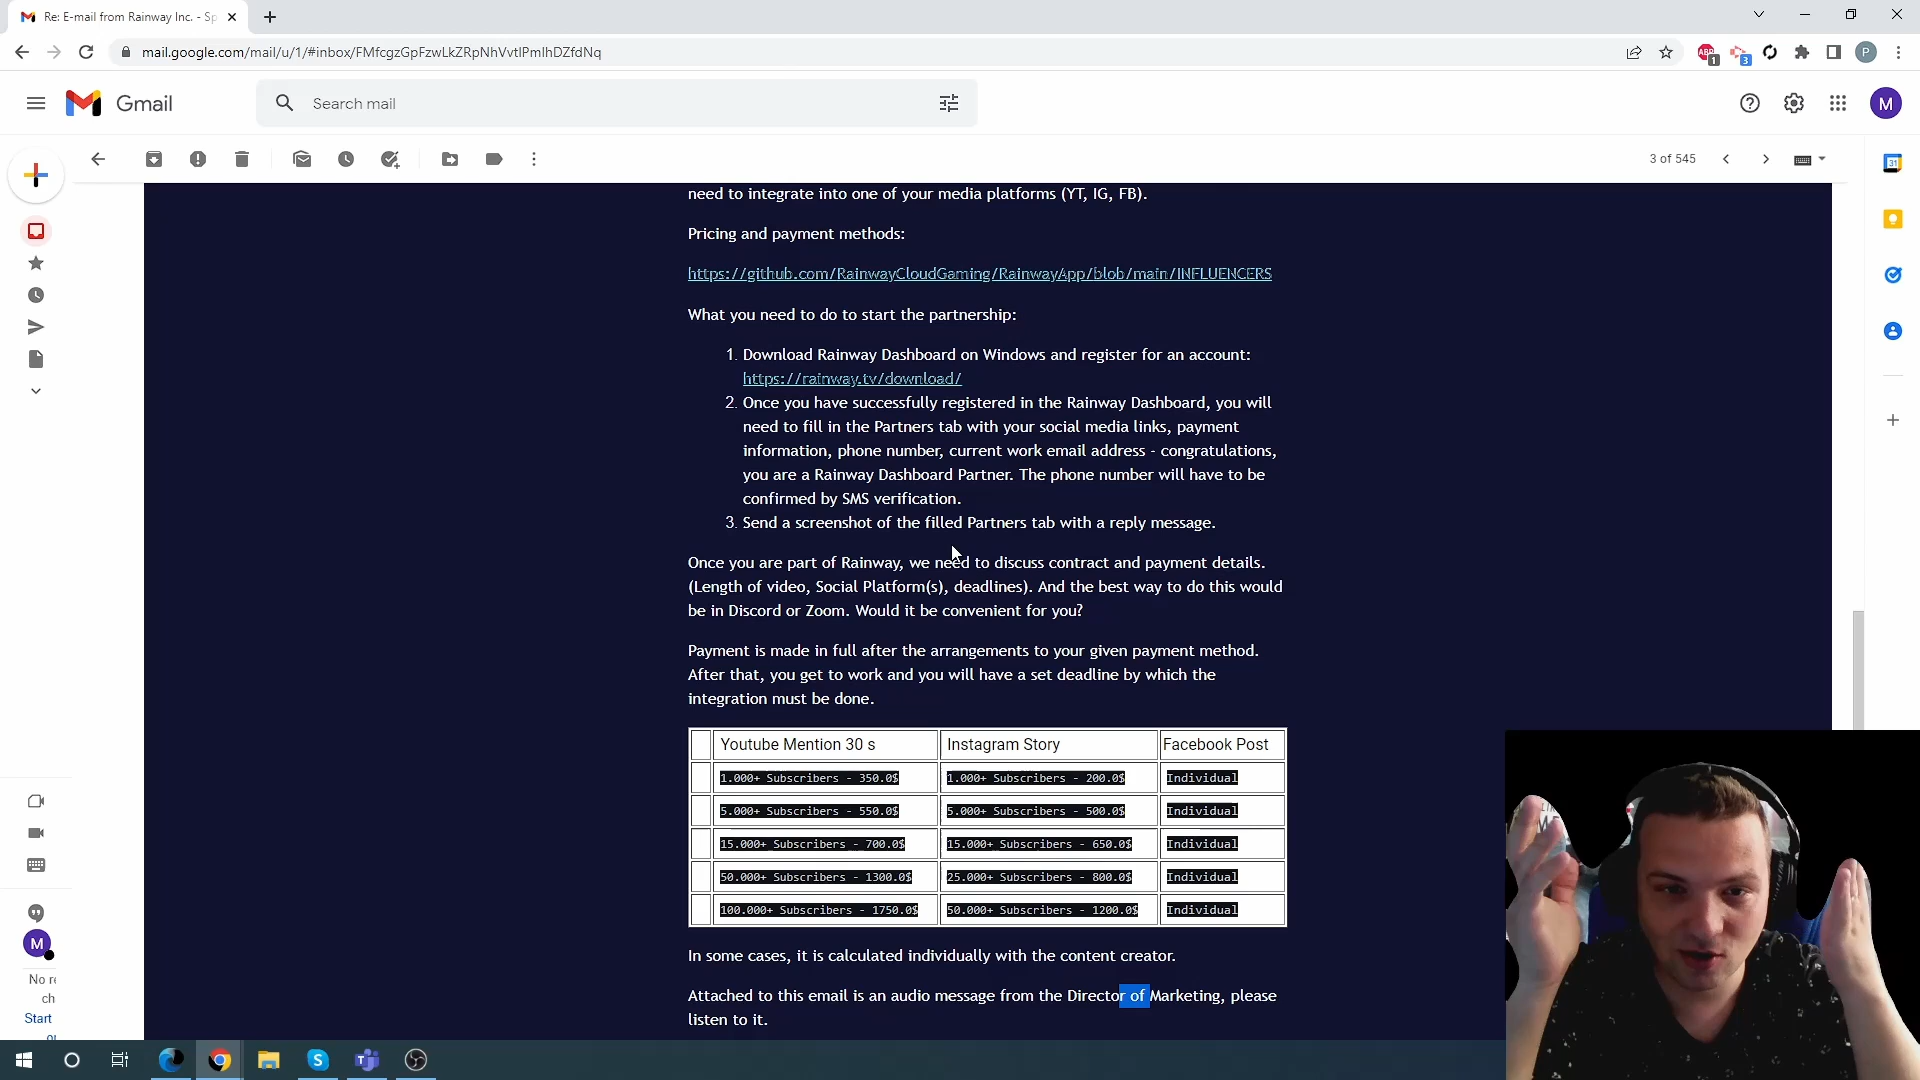 Re: E-mail from Rainway Inc. - Sp
mail.google.com/mail/u/1/#inbox/FMfcgzGpFzwLkZRpNhVvtlPmlhDZfdNq
ABP
1
3
P
Gmail
Search mail
M
3 of 545
31
need to integrate into one of your media platforms (YT, IG, FB).
Pricing and payment methods:
https://github.com/RainwayCloudGaming/RainwayApp/blob/main/INFLUENCERS
What you need to do to start the partnership:
1. Download Rainway Dashboard on Windows and register for an account:
https://rainway.tv/download/
2. Once you have successfully registered in the Rainway Dashboard, you will
need to fill in the Partners tab with your social media links, payment
information, phone number, current work email address - congratulations,
you are a Rainway Dashboard Partner. The phone number will have to be
confirmed by SMS verification.
3. Send a screenshot of the filled Partners tab with a reply message.
Once you are part of Rainway, we need to discuss contract and payment details.
(Length of video, Social Platform(s), deadlines). And the best way to do this would
be in Discord or Zoom. Would it be convenient for you?
Payment is made in full after the arrangements to your given payment method.
After that, you get to work and you will have a set deadline by which the
integration must be done.
Youtube Mention 30 s Instagram Story Facebook Post
1.000+ Subscribers - 350.0$ 1.000+ Subscribers - 200.0$ Individual
5.000+ Subscribers - 550.0$ 5.000+ Subscribers - 500.0$ Individual
15.000+ Subscribers - 700.0$ 15.000+ Subscribers - 650.0$ Individual
50.000+ Subscribers - 1300.0$ 25.000+ Subscribers - 800.0$ Individual
100.000+ Subscribers - 1750.0$ 50.000+ Subscribers - 1200.0$ Individual
In some cases, it is calculated individually with the content creator.
Attached to this email is an audio message from the Director of Marketing, please
listen to it.
M
No re
ch
Start